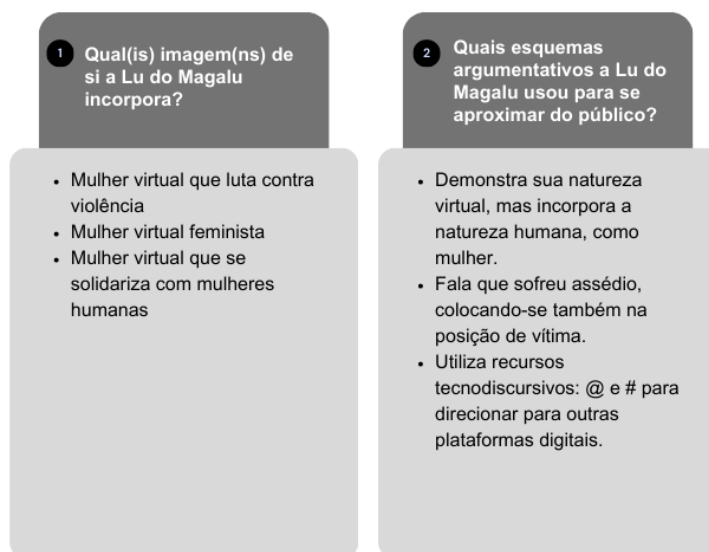 1
Qual(is) imagem(ns) de
si a Lu do Magalu
incorpora?
• Mulher virtual que luta contra
violência
• Mulher virtual feminista
• Mulher virtual que se
solidariza com mulheres
humanas
2
Quais esquemas
argumentativos a Lu do
Magalu usou para se
aproximar do público?
• Demonstra sua natureza
virtual, mas incorpora a
natureza humana, como
mulher.
• Fala que sofreu assédio,
colocando-se também na
posição de vítima.
• Utiliza recursos
tecnodiscursivos: @ e # para
direcionar para outras
plataformas digitais.